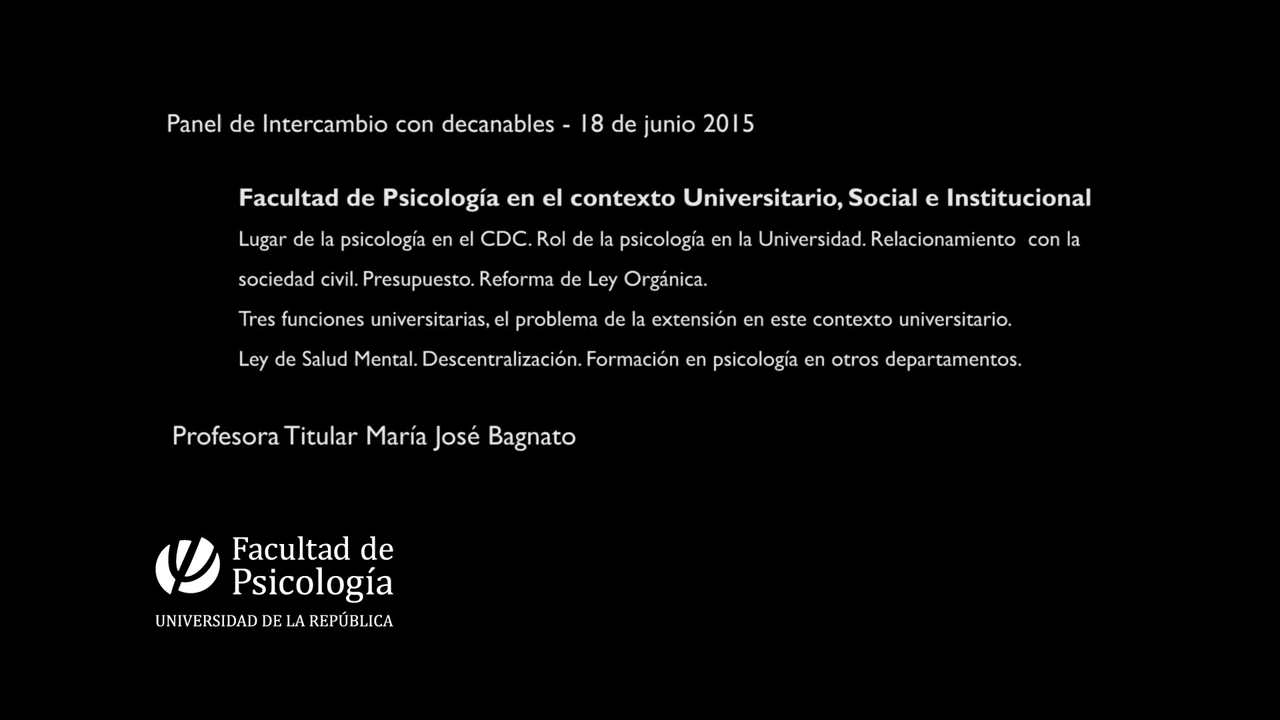 Panel de Intercambio con decanables - 18 de junio 2015
Facultad de Psicología en el contexto Universitario, Social e Institucional
Lugar de la psicología en el CDC. Rol de la psicología en la Universidad. Relacionamiento con la
sociedad civil. Presupuesto. Reforma de Ley Orgánica.
Tres funciones universitarias, el problema de la extensión en este contexto universitario.
Ley de Salud Mental. Descentralización. Formación en psicología en otros departamentos.
Profesora Titular María José Bagnato
Facultad de
Psicología
UNIVERSIDAD DE LA REPÚBLICA